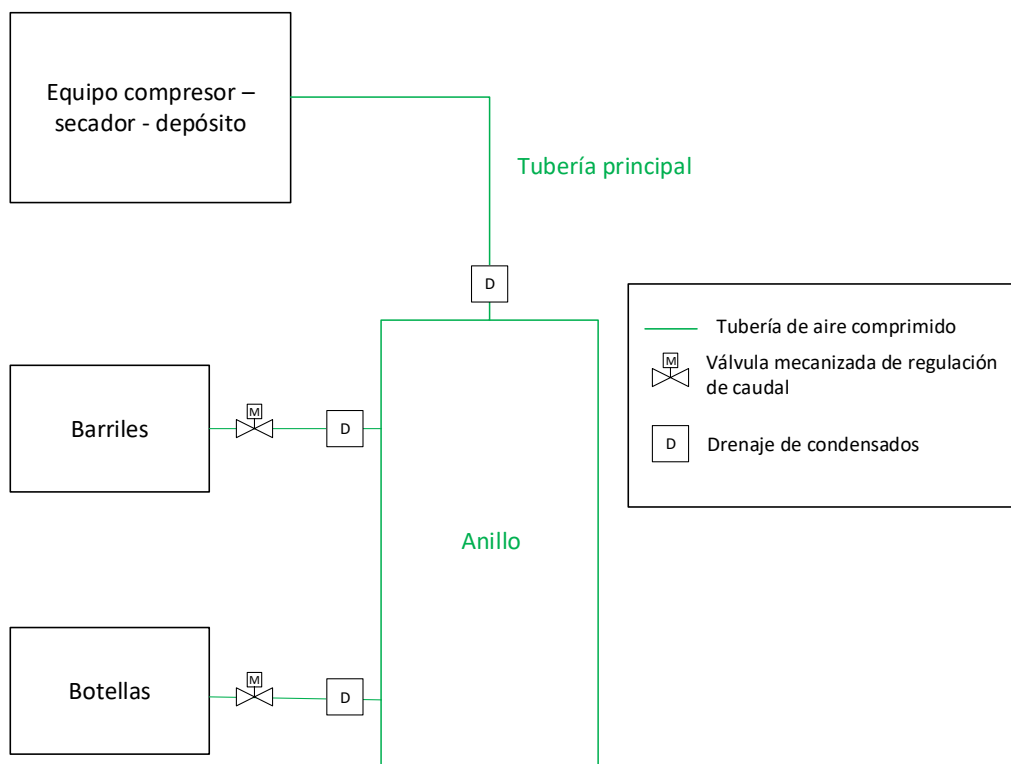 Equipo compresor –
secador - depósito
Tubería principal
D
Tubería de aire comprimido
M
Válvula mecanizada de regulación
de caudal
D
Drenaje de condensados
M
Barriles
D
Anillo
M
Botellas
D